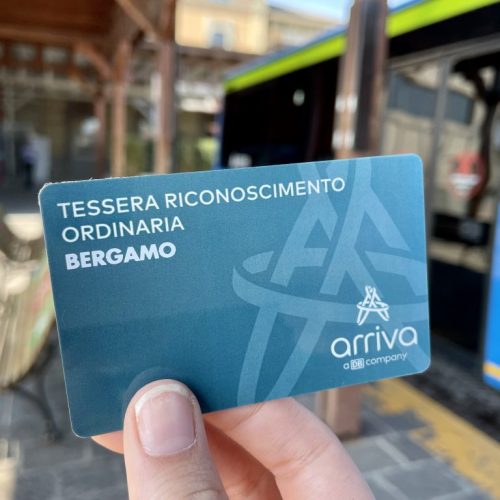 TESSERA RICONOSCIMENTO
ORDINARIA
BERGAMO
arriva
a DB company